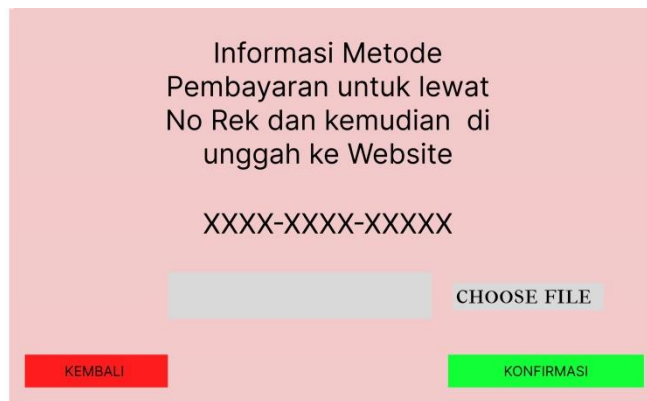 Informasi Metode
Pembayaran untuk lewat
No Rek dan kemudian di
unggah ke Website
XXXX-XXXX-XXXXX
CHOOSE FILE
KEMBALI
KONFIRMASI